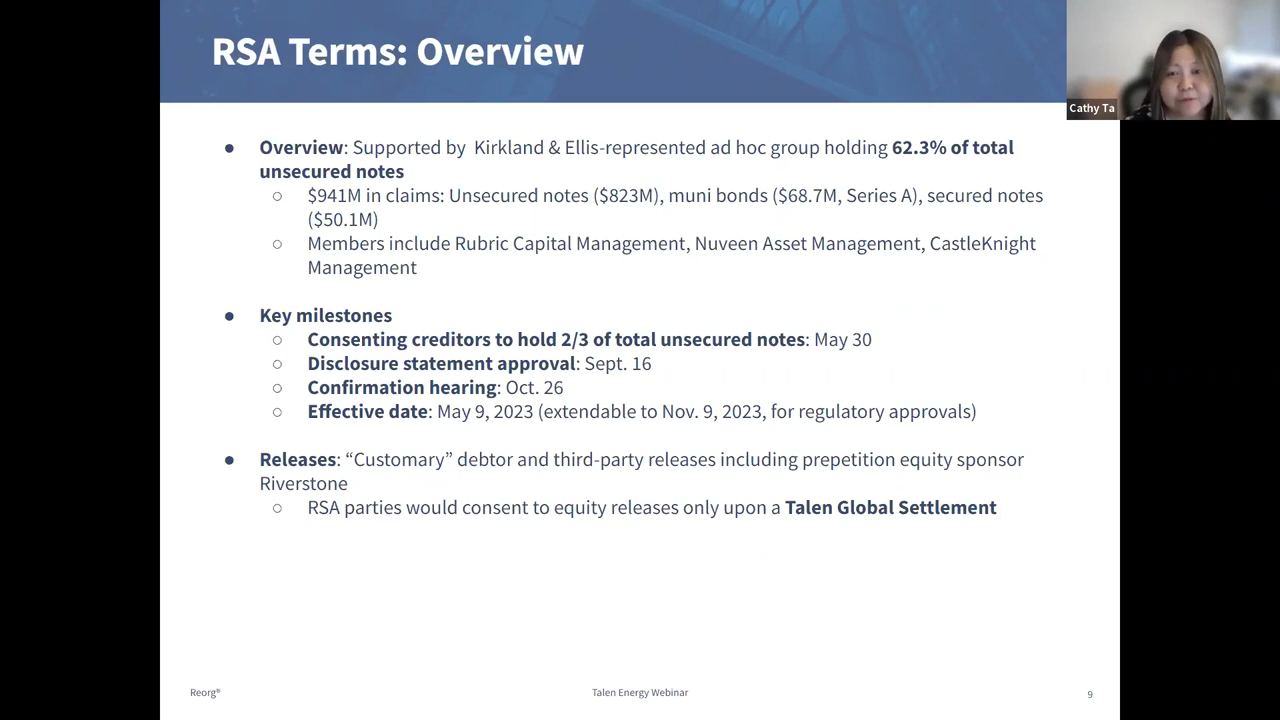 RSA Terms: Overview
Cathy Ta
● Overview: Supported by Kirkland & Ellis-represented ad hoc group holding 62.3% of total
unsecured notes
○ $941M in claims: Unsecured notes ($823M), muni bonds ($68.7M, Series A), secured notes
($50.1M)
○ Members include Rubric Capital Management, Nuveen Asset Management, CastleKnight
Management
● Key milestones
○ Consenting creditors to hold 2/3 of total unsecured notes: May 30
○ Disclosure statement approval: Sept. 16
○ Confirmation hearing: Oct. 26
○ Effective date: May 9, 2023 (extendable to Nov. 9, 2023, for regulatory approvals)
● Releases: “Customary” debtor and third-party releases including prepetition equity sponsor
Riverstone
○ RSA parties would consent to equity releases only upon a Talen Global Settlement
Reorg®
Talen Energy Webinar
9